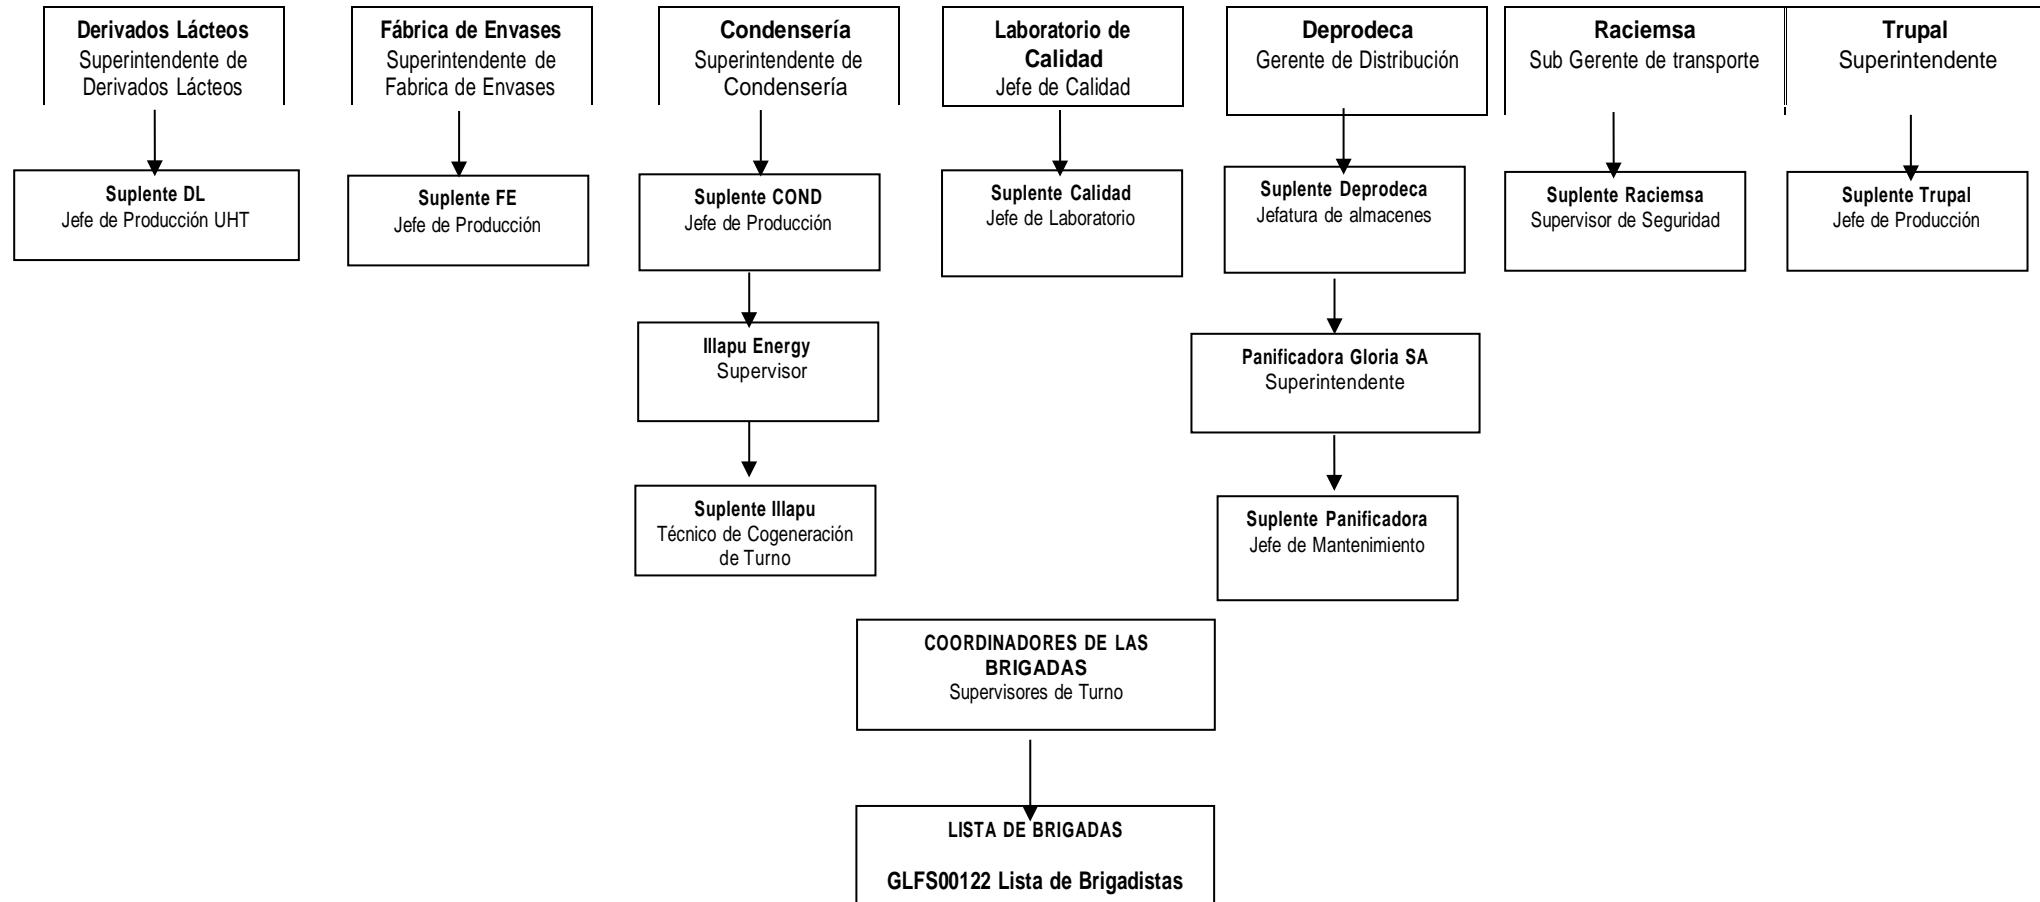 Derivados Lácteos
Superintendente de
Derivados Lácteos
Fábrica de Envases
Superintendente de
Fabrica de Envases
Condensería
Superintendente de
Condensería
Laboratorio de
Calidad
Jefe de Calidad
Deprodeca
Gerente de Distribución
Raciemsa
Sub Gerente de transporte
Trupal
Superintendente
Suplente DL
Jefe de Producción UHT
Suplente FE
Jefe de Producción
Suplente COND
Jefe de Producción
Suplente Calidad
Jefe de Laboratorio
Suplente Deprodeca
Jefatura de almacenes
Suplente Raciemsa
Supervisor de Seguridad
Suplente Trupal
Jefe de Producción
Illapu Energy
Supervisor
Panificadora Gloria SA
Superintendente
Suplente Illapu
Técnico de Cogeneración
de Turno
Suplente Panificadora
Jefe de Mantenimiento
COORDINADORES DE LAS
BRIGADAS
Supervisores de Turno
LISTA DE BRIGADAS
GLFS00122 Lista de Brigadistas